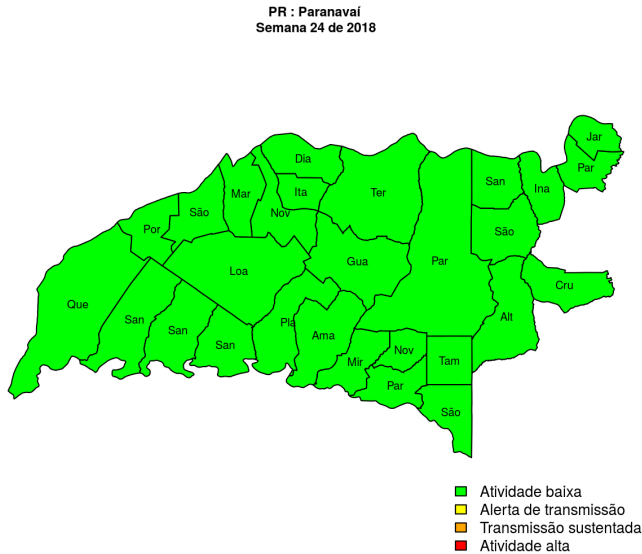 PR : Paranavaí
Semana 24 de 2018
Jar
Dia
Par
San
Ita
Ina
Mar
Ter
São
Nov
Por
São
Par
Gua
Loa
Cru
Que
Alt
San
San
Pla
Ama
San
Nov
Mir
Tam
Par
São
Atividade baixa
Alerta de transmissão
Transmissão sustentada
Atividade alta